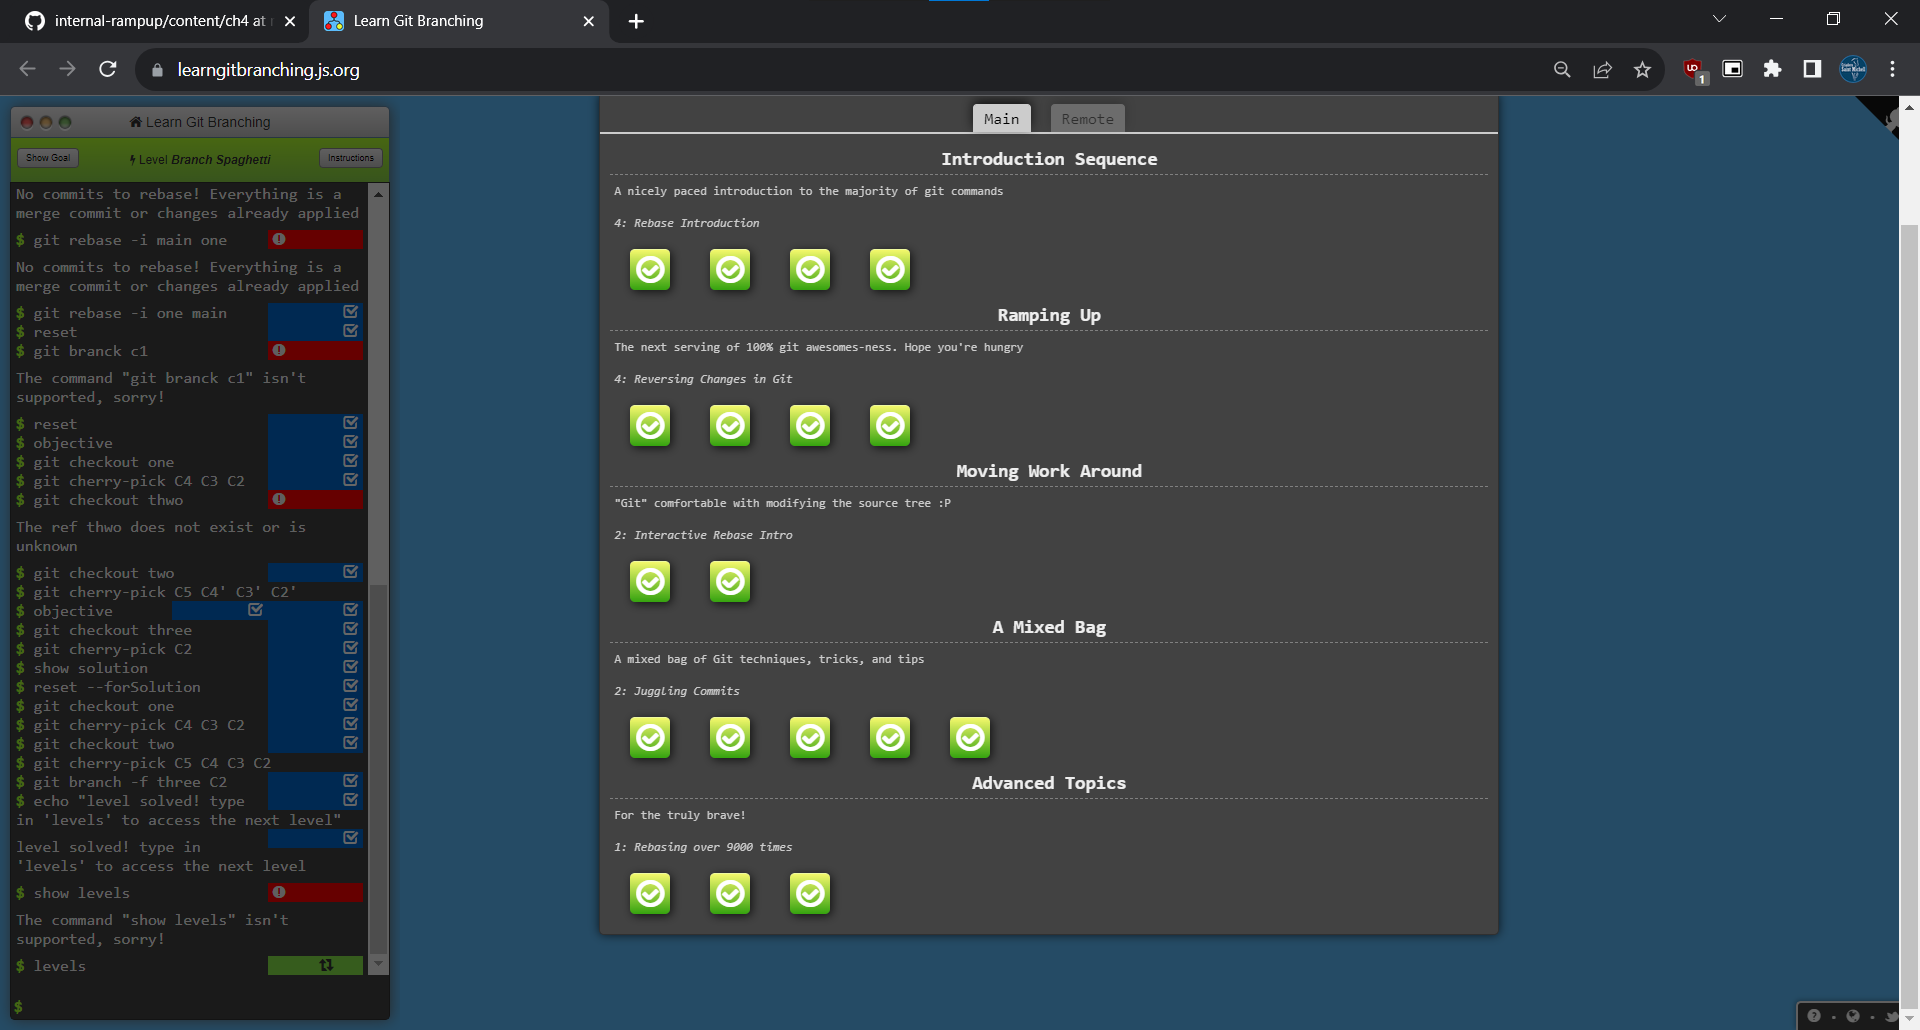 internal-rampup/content/ch4 at
Learn Git Branching
learngitbranching.js.org
1
Learn Git Branching
Show Goal
Level Branch Spaghetti
Instructions
No commits to rebase! Everything is a
merge commit or changes already applied
$ git rebase -i main one
No commits to rebase! Everything is a
merge commit or changes already applied
$ git rebase -i one main
$ reset
$ git branck c1
The command "git branck c1" isn't
supported, sorry!
$ reset
$ objective
$ git checkout one
$ git cherry-pick C4 C3 C2
$ git checkout thwo
The ref thwo does not exist or is
unknown
$ git checkout two
$ git cherry-pick C5 C4' C3' C2'
$ objective
$ git checkout three
$ git cherry-pick C2
$ show solution
$ reset --forSolution
$ git checkout one
$ git cherry-pick C4 C3 C2
$ git checkout two
$ git cherry-pick C5 C4 C3 C2
$ git branch -f three C2
$ echo "level solved! type
in 'levels' to access the next level"
level solved! type in
'levels' to access the next level
$ show levels
The command "show levels" isn't
supported, sorry!
$ levels
$
Main
Remote
Introduction Sequence
A nicely paced introduction to the majority of git commands
4: Rebase Introduction
Ramping Up
The next serving of 100% git awesomes-ness. Hope you're hungry
4: Reversing Changes in Git
Moving Work Around
"Git" comfortable with modifying the source tree :P
2: Interactive Rebase Intro
A Mixed Bag
A mixed bag of Git techniques, tricks, and tips
2: Juggling Commits
Advanced Topics
For the truly brave!
1: Rebasing over 9000 times